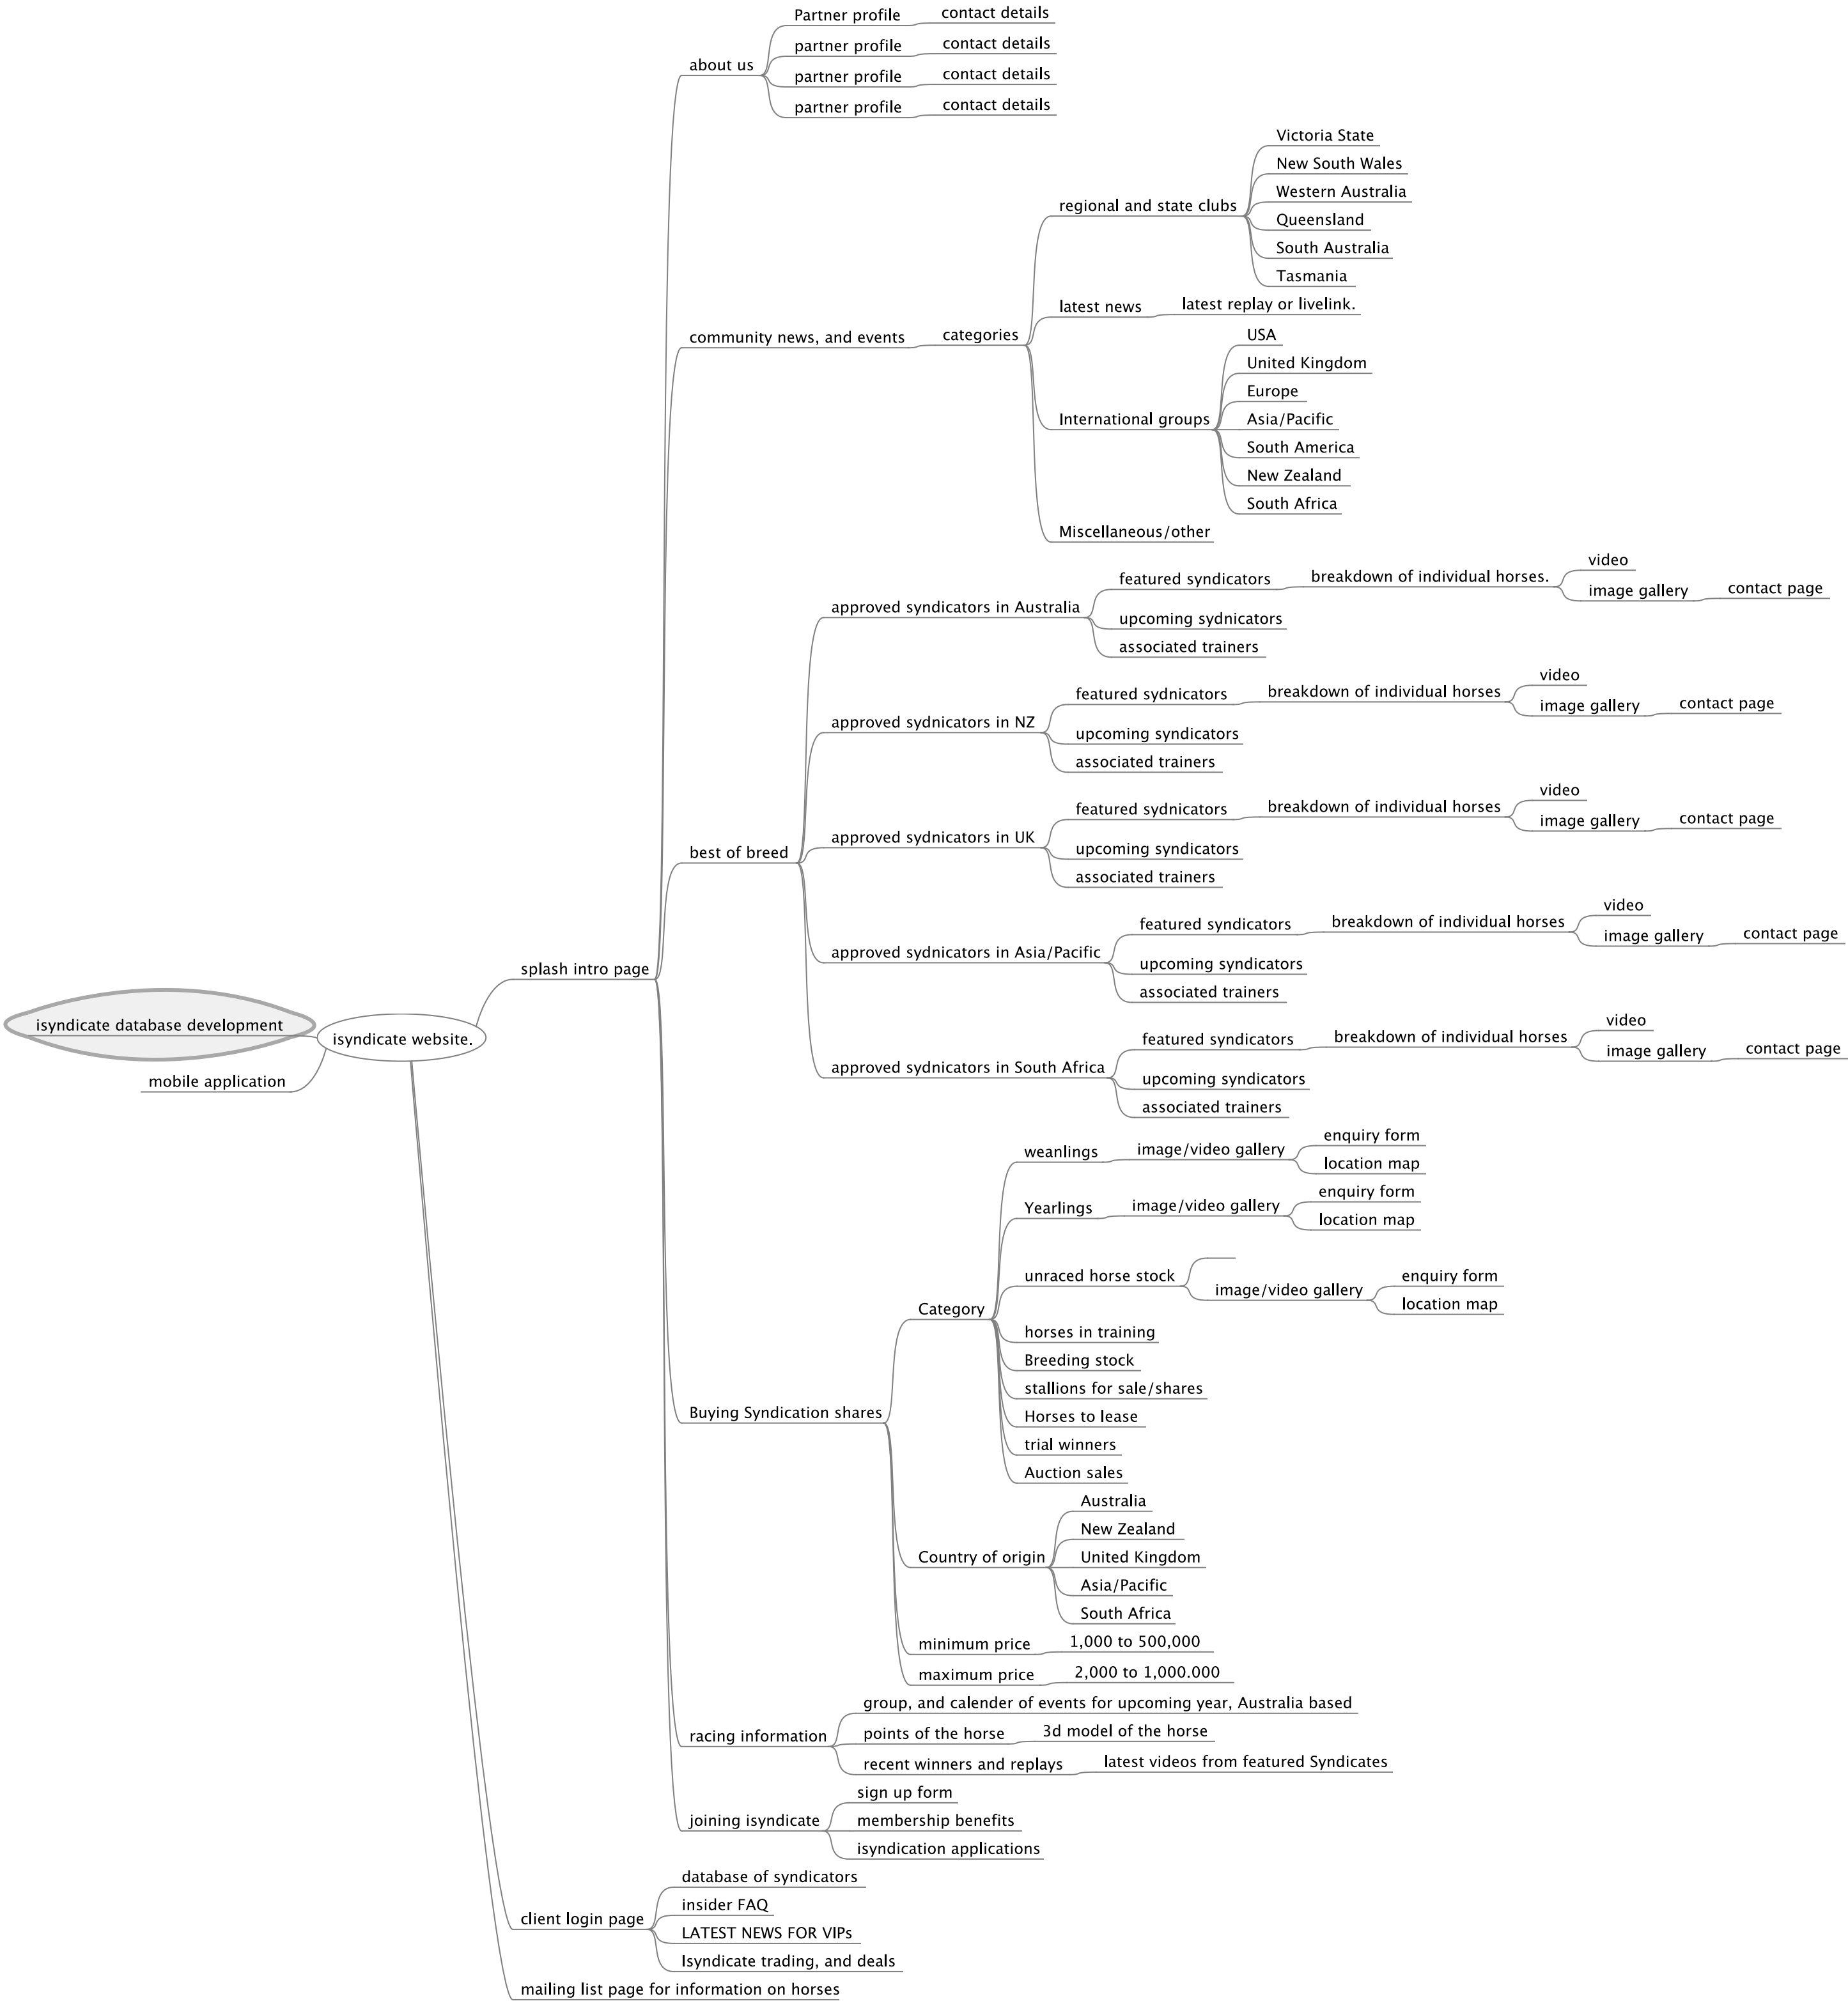 Partner profile
contact details
partner profile
contact details
about us
partner profile
contact details
partner profile
contact details
Victoria State
New South Wales
Western Australia
regional and state clubs
Queensland
South Australia
Tasmania
latest news
latest replay or livelink.
community news, and events
categories
USA
United Kingdom
Europe
International groups
Asia/Pacific
South America
New Zealand
South Africa
Miscellaneous/other
video
featured syndicators
breakdown of individual horses.
image gallery
contact page
approved syndicators in Australia
upcoming sydnicators
associated trainers
video
featured sydnicators
breakdown of individual horses
image gallery
contact page
approved sydnicators in NZ
upcoming syndicators
associated trainers
video
featured sydnicators
breakdown of individual horses
image gallery
contact page
approved sydnicators in UK
upcoming syndicators
associated trainers
best of breed
video
featured syndicators
breakdown of individual horses
image gallery
contact page
approved sydnicators in Asia/Pacific
upcoming syndicators
associated trainers
splash intro page
video
featured syndicators
breakdown of individual horses
image gallery
contact page
approved sydnicators in South Africa
upcoming syndicators
associated trainers
isyndicate database development
isyndicate website.
mobile application
weanlings
image/video gallery
enquiry form
location map
Yearlings
image/video gallery
enquiry form
location map
unraced horse stock
image/video gallery
enquiry form
location map
Category
horses in training
Breeding stock
stallions for sale/shares
Horses to lease
trial winners
Auction sales
Buying Syndication shares
Australia
New Zealand
Country of origin
United Kingdom
Asia/Pacific
South Africa
minimum price
1,000 to 500,000
maximum price
2,000 to 1,000.000
group, and calender of events for upcoming year, Australia based
racing information
points of the horse
3d model of the horse
recent winners and replays
latest videos from featured Syndicates
sign up form
joining isyndicate
membership benefits
isyndication applications
database of syndicators
insider FAQ
client login page
LATEST NEWS FOR VIPs
Isyndicate trading, and deals
mailing list page for information on horses